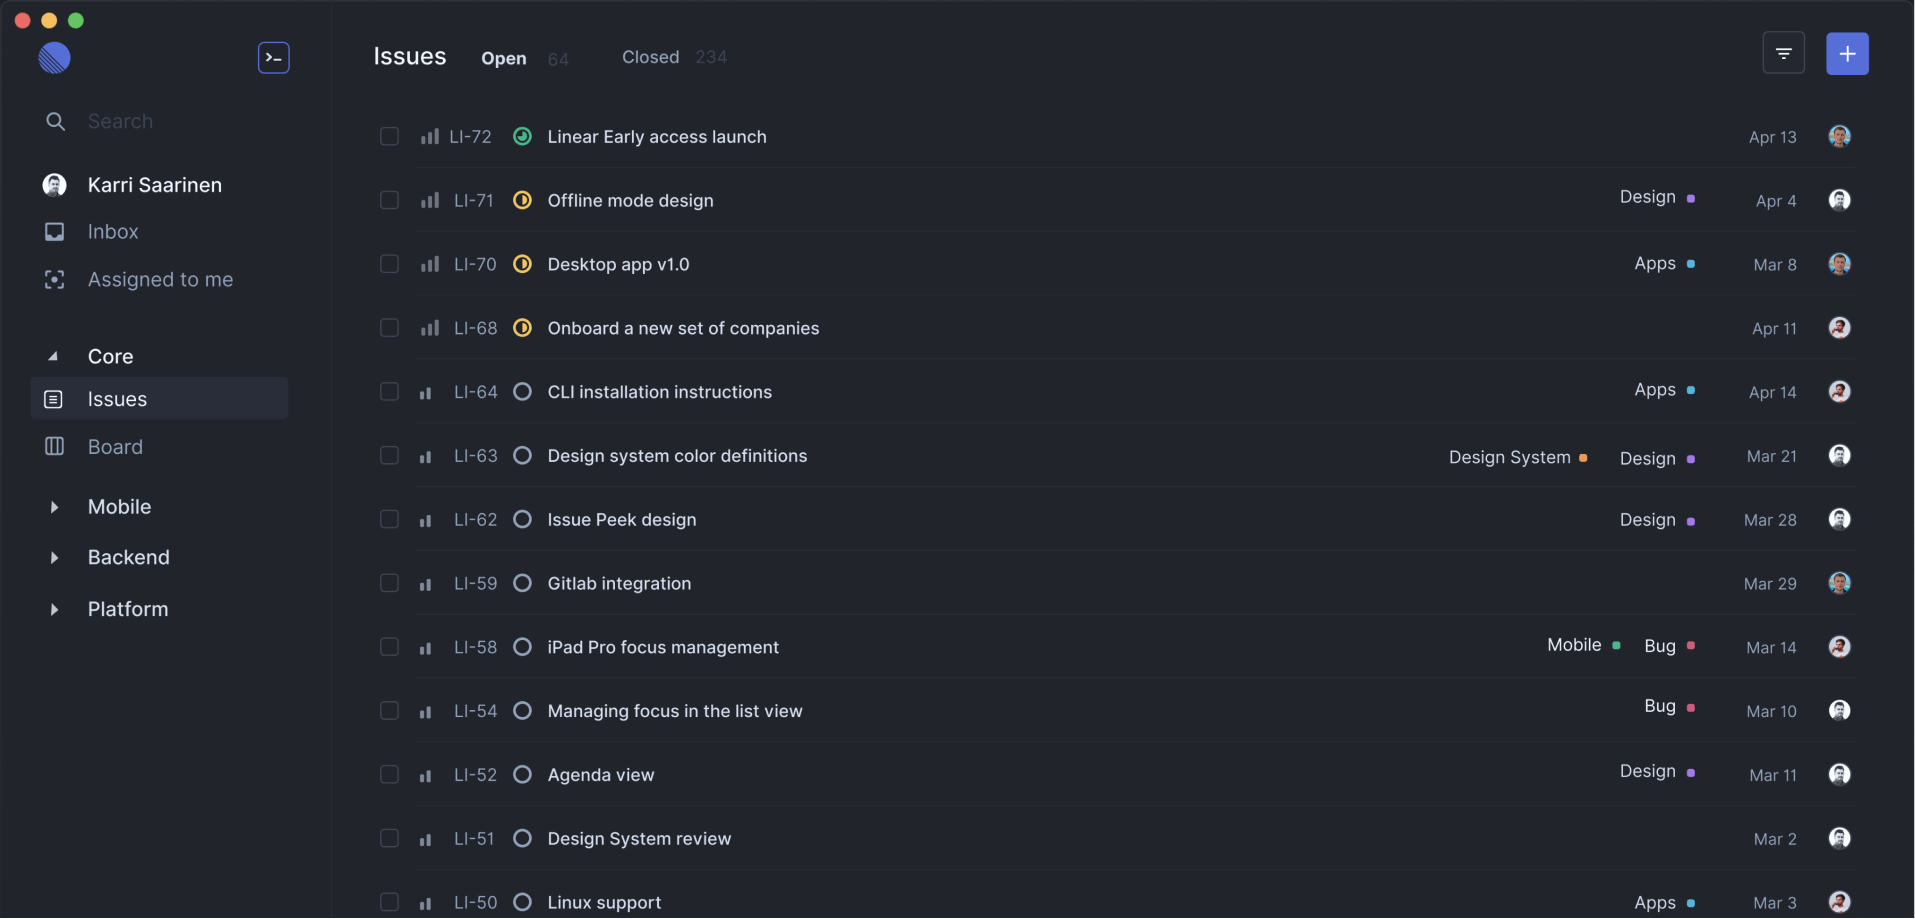 Issues Open 64 Closed 234
Search
Karri Saarinen
Inbox
Assigned to me
Core
Issues
Board
Mobile
Backend
Platform
LI-72 Linear Early access launch Apr 13
LI-71 Offline mode design Design Apr 4
LI-70 Desktop app v1.0 Apps Mar 8
LI-68 Onboard a new set of companies Apr 11
LI-64 CLI installation instructions Apps Apr 14
LI-63 Design system color definitions Design System Design Mar 21
LI-62 Issue Peek design Design Mar 28
LI-59 Gitlab integration Mar 29
LI-58 iPad Pro focus management Mobile Bug Mar 14
LI-54 Managing focus in the list view Bug Mar 10
LI-52 Agenda view Design Mar 11
LI-51 Design System review Mar 2
LI-50 Linux support Apps Mar 3